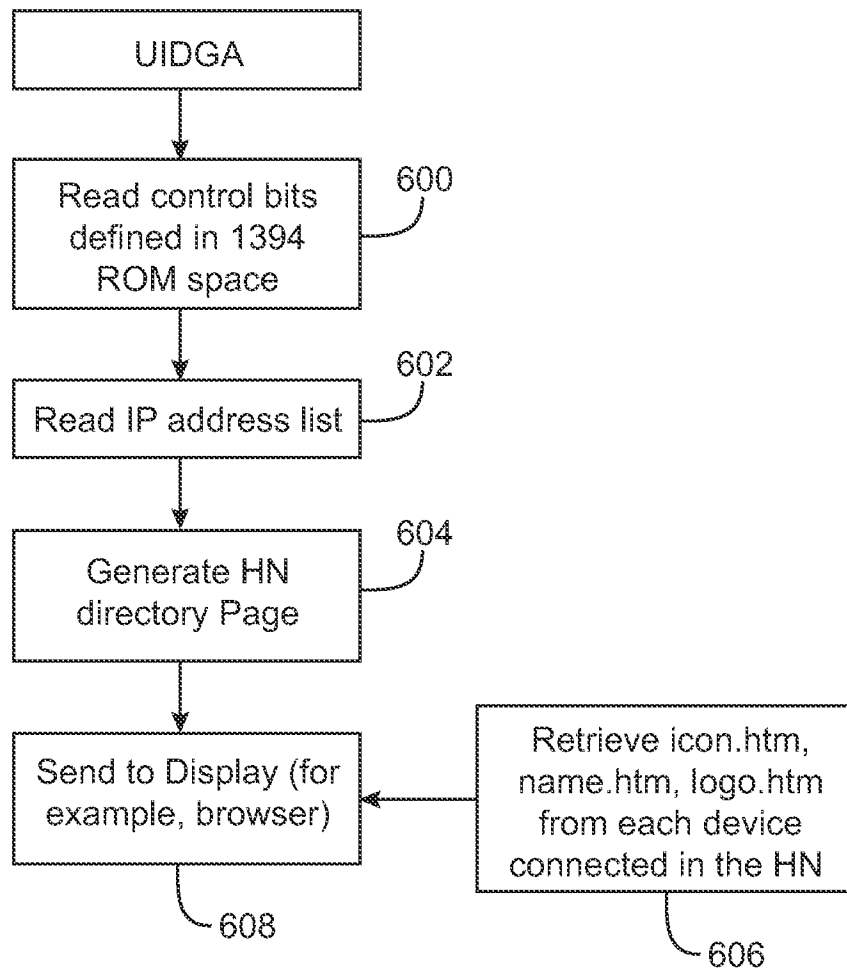 UIDGA
Read control bits
defined in 1394
ROM space
600
Read IP address list
602
Generate HN
directory Page
604
Send to Display (for
example, browser)
608
Retrieve icon.htm,
name.htm, logo.htm
from each device
connected in the HN
606